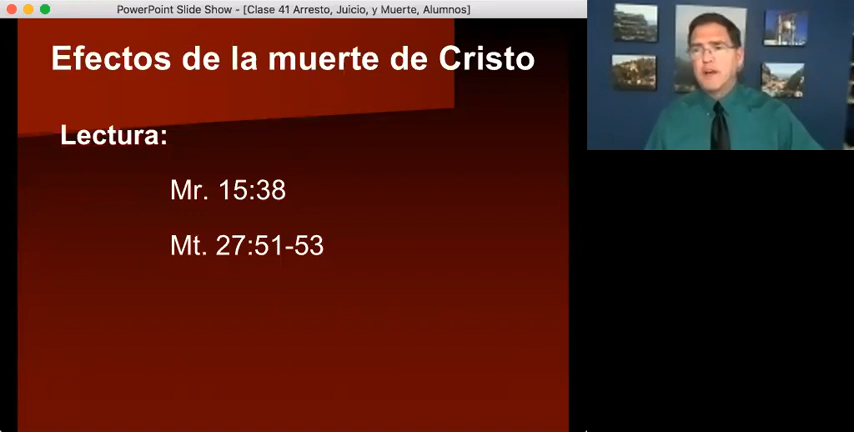 PowerPoint Slide Show - [Clase 41 Arresto, Juicio, y Muerte, Alumnos]
Efectos de la muerte de Cristo
Lectura:
Mr. 15:38
Mt. 27:51-53